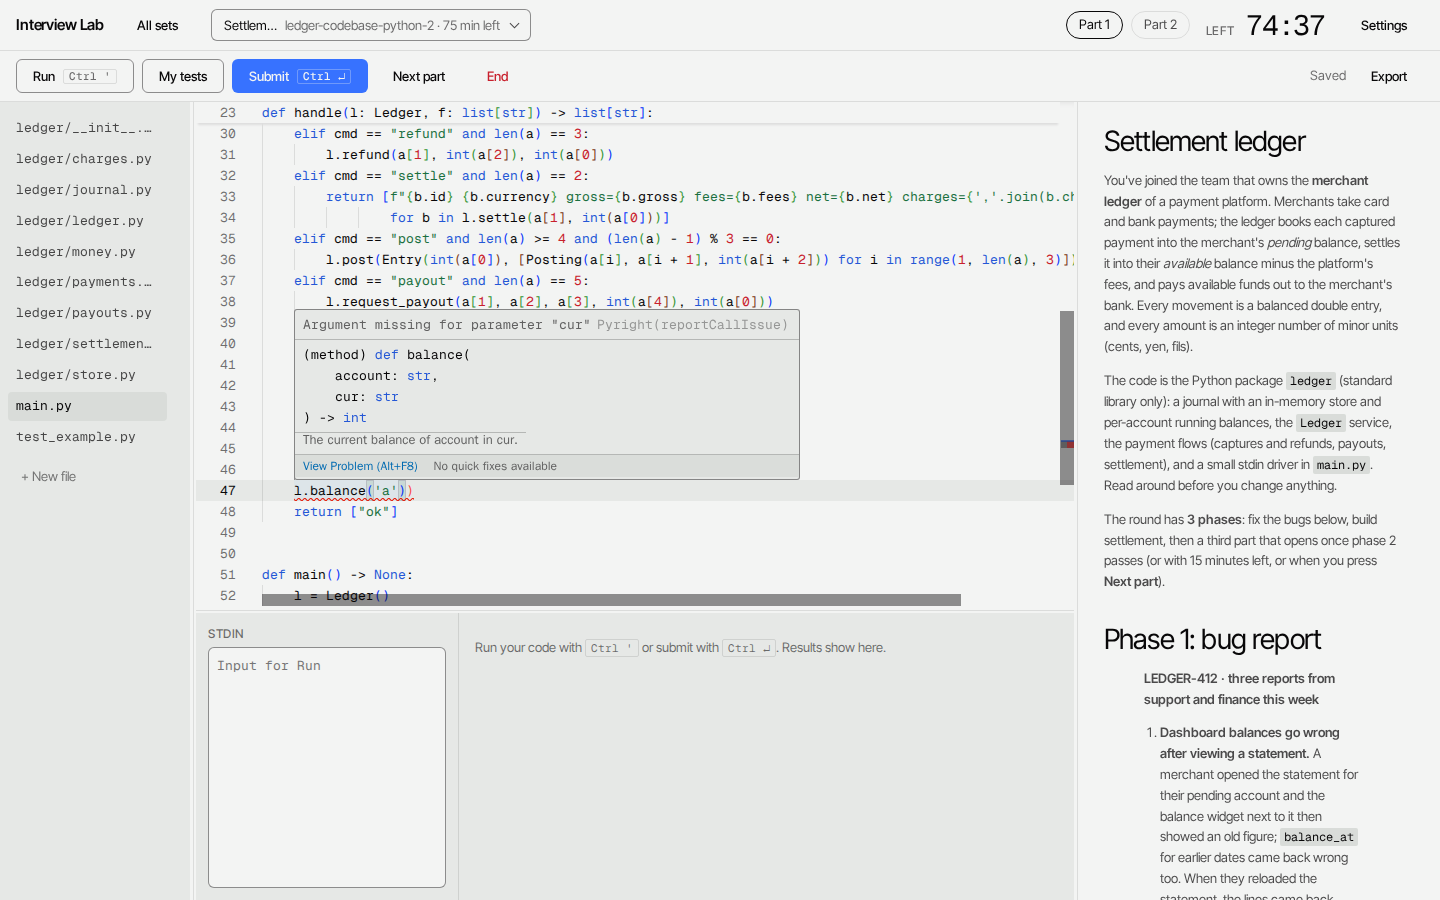 Interview Lab
All sets
Settlem... ledger-codebase-python-2 · 75 min left
Part 1
Part 2
LEFT 74:37
Settings
Run Ctrl '
My tests
Submit Ctrl ↵
Next part
End
Saved
Export
ledger/__init__.…
ledger/charges.py
ledger/journal.py
ledger/ledger.py
ledger/money.py
ledger/payments.…
ledger/payouts.py
ledger/settlemen…
ledger/store.py
main.py
test_example.py
+ New file
23 def handle(l: Ledger, f: list[str]) -> list[str]:
30 elif cmd == "refund" and len(a) == 3:
31 l.refund(a[1], int(a[2]), int(a[0]))
32 elif cmd == "settle" and len(a) == 2:
33 return [f"{b.id} {b.currency} gross={b.gross} fees={b.fees} net={b.net} charges={','.join(b.ch
34 for b in l.settle(a[1], int(a[0]))]
35 elif cmd == "post" and len(a) >= 4 and (len(a) - 1) % 3 == 0:
36 l.post(Entry(int(a[0]), [Posting(a[i], a[i + 1], int(a[i + 2])) for i in range(1, len(a), 3)])
37 elif cmd == "payout" and len(a) == 5:
38 l.request_payout(a[1], a[2], a[3], int(a[4]), int(a[0]))
39
40
41
42
43
44
45
46
Argument missing for parameter "cur" Pyright(reportCallIssue)
(method) def balance(
account: str,
cur: str
) -> int
The current balance of account in cur.
View Problem (Alt+F8) No quick fixes available
47 l.balance('a'))
48 return ["ok"]
49
50
51 def main() -> None:
52 l = Ledger()
STDIN
Input for Run
Run your code with Ctrl ' or submit with Ctrl ↵. Results show here.
Settlement ledger
You've joined the team that owns the merchant
ledger of a payment platform. Merchants take card
and bank payments; the ledger books each captured
payment into the merchant's pending balance, settles
it into their available balance minus the platform's
fees, and pays available funds out to the merchant's
bank. Every movement is a balanced double entry,
and every amount is an integer number of minor units
(cents, yen, fils).
The code is the Python package ledger (standard
library only): a journal with an in-memory store and
per-account running balances, the Ledger service,
the payment flows (captures and refunds, payouts,
settlement), and a small stdin driver in main.py.
Read around before you change anything.
The round has 3 phases: fix the bugs below, build
settlement, then a third part that opens once phase 2
passes (or with 15 minutes left, or when you press
Next part).
Phase 1: bug report
LEDGER-412 · three reports from
support and finance this week
1. Dashboard balances go wrong
after viewing a statement. A
merchant opened the statement for
their pending account and the
balance widget next to it then
showed an old figure; balance_at
for earlier dates came back wrong
too. When they reloaded the
statement, the lines came back